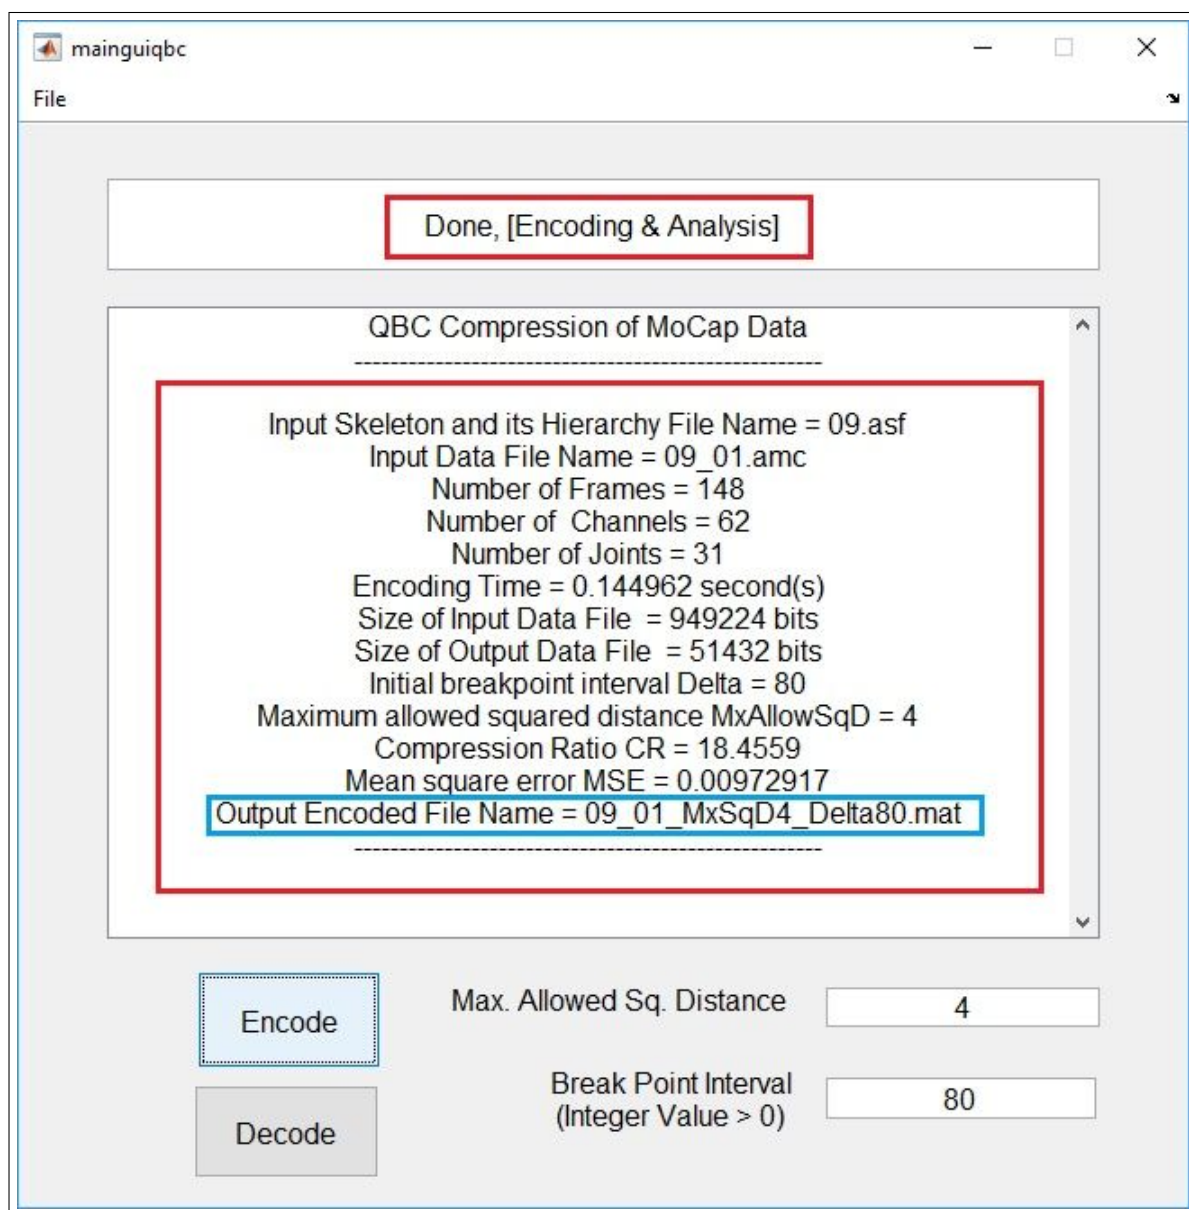 mainguiqbc
File
Done, [Encoding & Analysis]
QBC Compression of MoCap Data
----------------------------------------------------
Input Skeleton and its Hierarchy File Name = 09.asf
Input Data File Name = 09_01.amc
Number of Frames = 148
Number of  Channels = 62
Number of Joints = 31
Encoding Time = 0.144962 second(s)
Size of Input Data File  = 949224 bits
Size of Output Data File  = 51432 bits
Initial breakpoint interval Delta = 80
Maximum allowed squared distance MxAllowSqD = 4
Compression Ratio CR = 18.4559
Mean square error MSE = 0.00972917
Output Encoded File Name = 09_01_MxSqD4_Delta80.mat
----------------------------------------------------
Encode
Max. Allowed Sq. Distance
4
Break Point Interval
(Integer Value > 0)
80
Decode